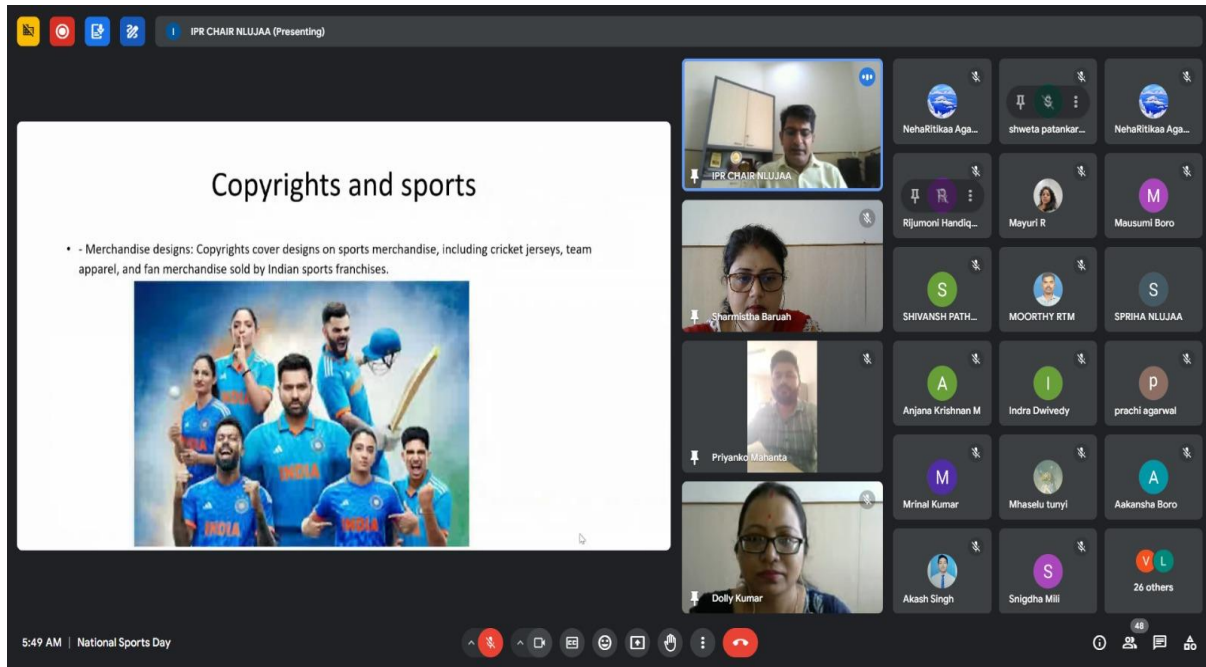 IPR CHAIR NLUJAA (Presenting)
Copyrights and sports
• - Merchandise designs: Copyrights cover designs on sports merchandise, including cricket jerseys, team
apparel, and fan merchandise sold by Indian sports franchises.
INDIA
INDIA
INDIA
IPR CHAIR NLUJAA
Sharmistha Baruah
Priyanko Mahanta
Dolly Kumar
NehaRitikaa Aga...
shweta patankar...
NehaRitikaa Aga...
Rijumoni Handiq...
Mayuri R
M
Mausumi Boro
S
SHIVANSH PATH...
MOORTHY RTM
S
SPRIHA NLUJAA
A
Anjana Krishnan M
I
Indra Dwivedy
p
prachi agarwal
M
Mrinal Kumar
Mhaselu tunyi
A
Aakansha Boro
Akash Singh
S
Snigdha Mili
V L
26 others
5:49 AM | National Sports Day
CC
48